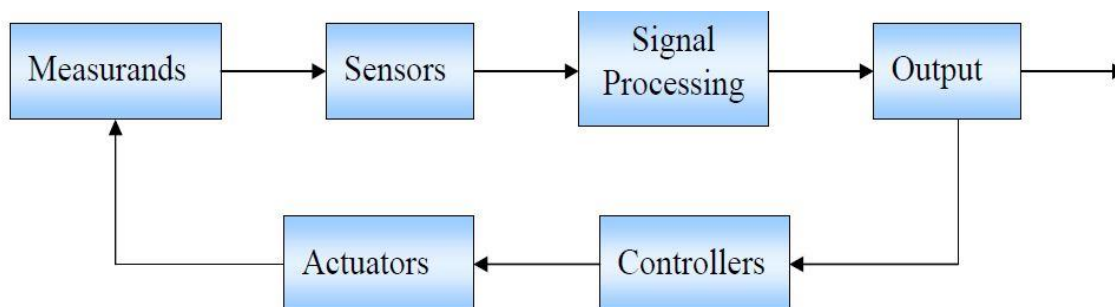 Measurands
Sensors
Signal
Processing
Output
Actuators
Controllers